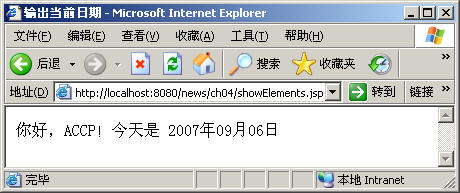 输出当前日期 - Microsoft Internet Explorer
文件(F) 编辑(E) 查看(V) 收藏(A) 工具(T) 帮助(H) »
后退 搜索 收藏夹 »
地址(D) http://localhost:8080/news/ch04/showElements.jsp 转到 链接 »
你好，ACCP! 今天是 2007年09月06日
完毕 本地 Intranet